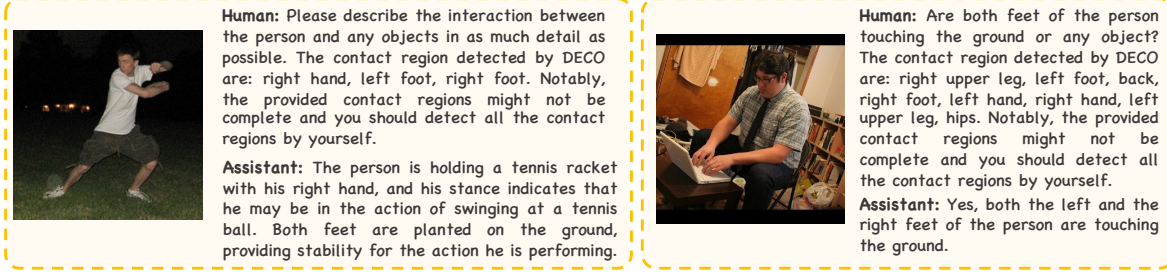 Human: Please describe the interaction between
the person and any objects in as much detail as
possible. The contact region detected by DECO
are: right hand, left foot, right foot. Notably,
the provided contact regions might not be
complete and you should detect all the contact
regions by yourself.
Assistant: The person is holding a tennis racket
with his right hand, and his stance indicates that
he may be in the action of swinging at a tennis
ball. Both feet are planted on the ground,
providing stability for the action he is performing.
Human: Are both feet of the person
touching the ground or any object?
The contact region detected by DECO
are: right upper leg, left foot, back,
right foot, left hand, right hand, left
upper leg, hips. Notably, the provided
contact regions might not be
complete and you should detect all
the contact regions by yourself.
Assistant: Yes, both the left and the
right foot of the person are touching
the ground.